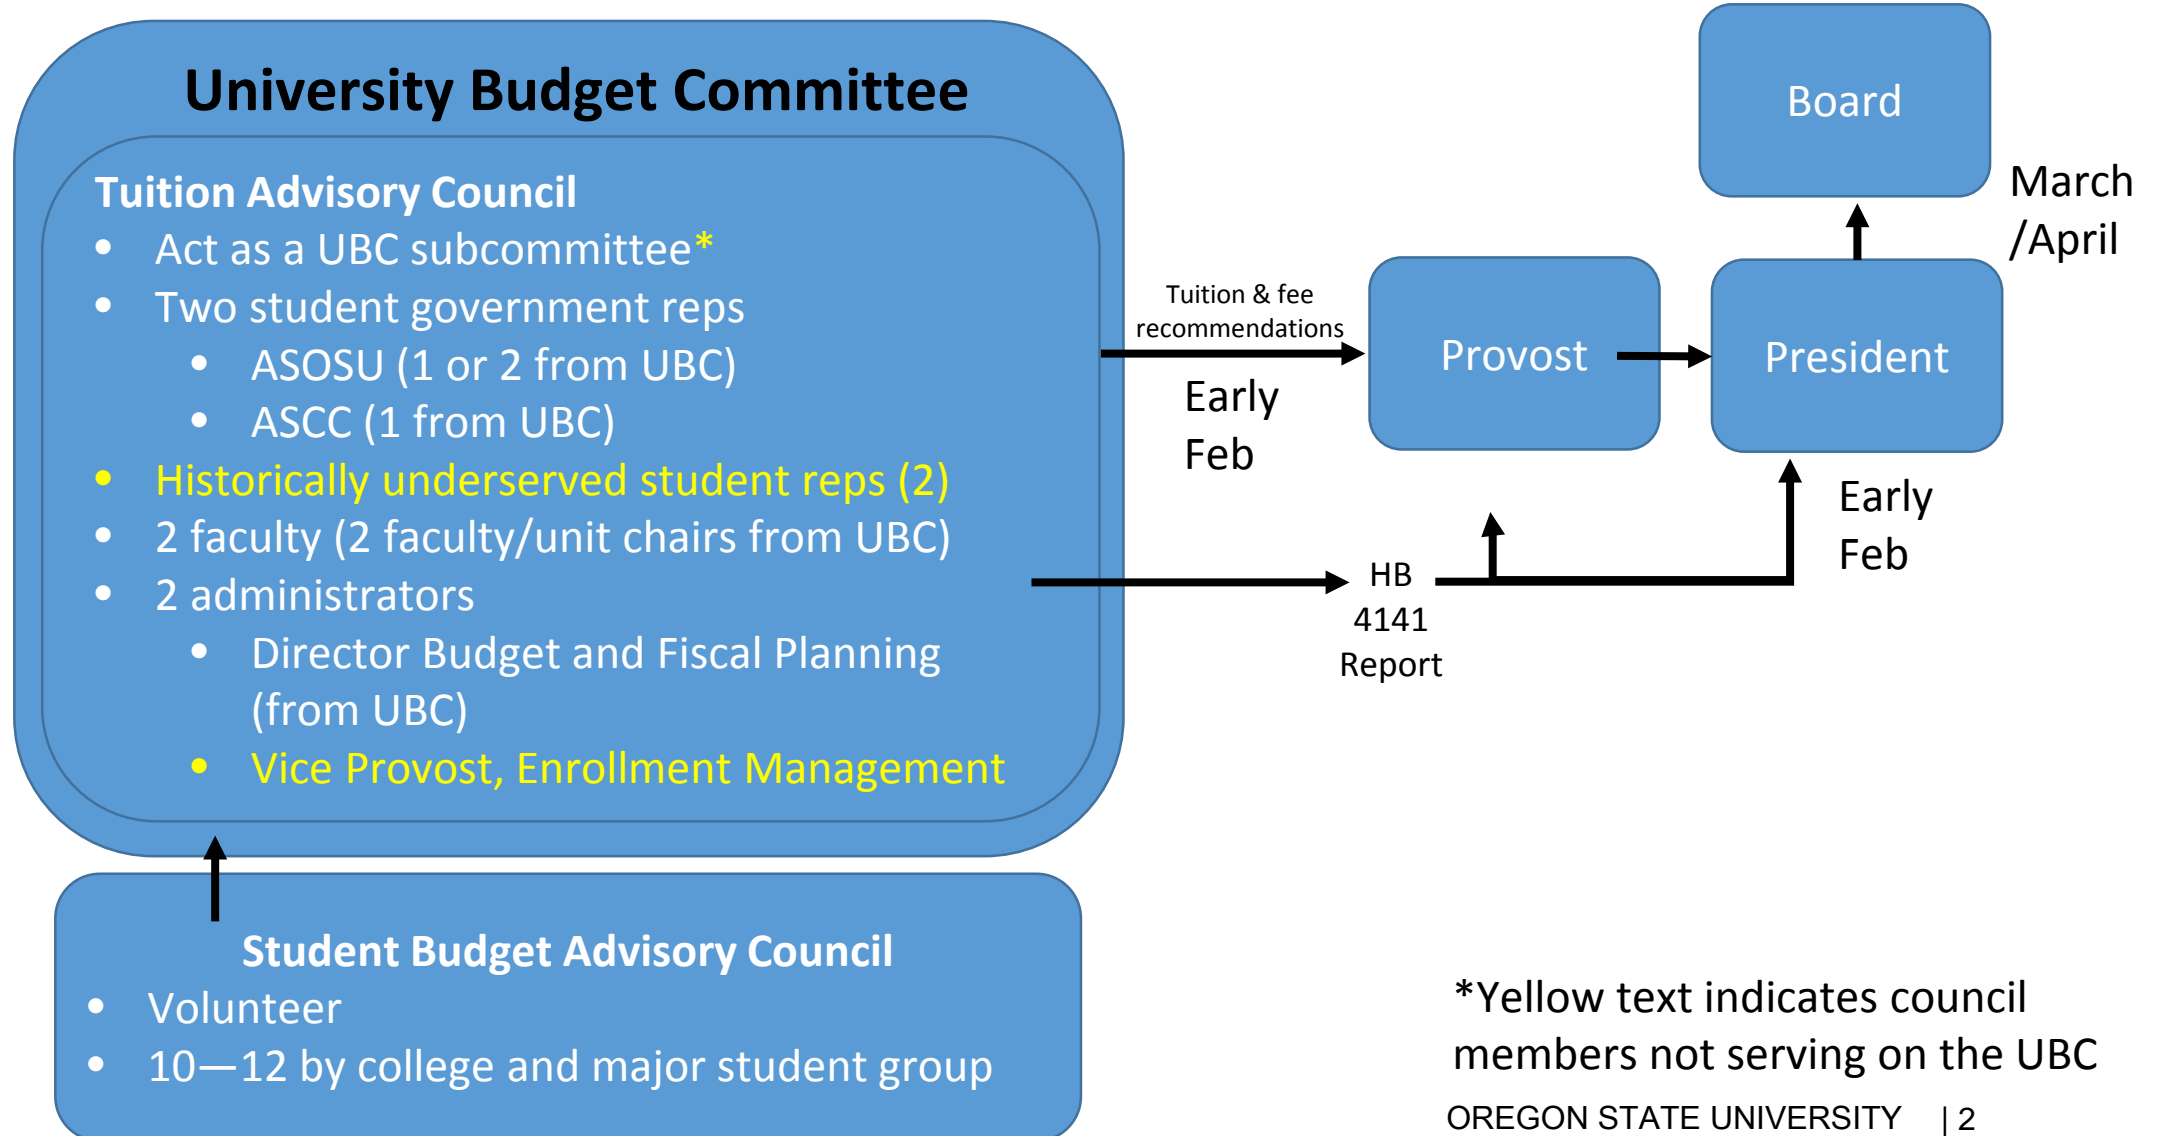 University Budget Committee
Tuition Advisory Council
• Act as a UBC subcommittee*
• Two student government reps
• ASOSU (1 or 2 from UBC)
• ASCC (1 from UBC)
• Historically underserved student reps (2)
• 2 faculty (2 faculty/unit chairs from UBC)
• 2 administrators
• Director Budget and Fiscal Planning
(from UBC)
• Vice Provost, Enrollment Management
Student Budget Advisory Council
• Volunteer
• 10—12 by college and major student group
Tuition & fee
recommendations
Early
Feb
HB
4141
Report
Provost
President
Early
Feb
Board
March
/April
*Yellow text indicates council
members not serving on the UBC
OREGON STATE UNIVERSITY | 2